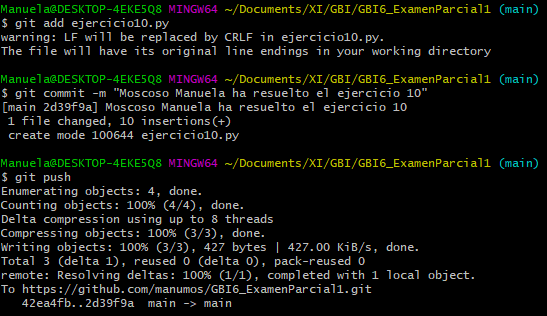 Manuela@DESKTOP-4EKE5Q8 MINGW64 ~/Documents/XI/GBI/GBI6_ExamenParcial1 (main)
$ git add ejercicio10.py
warning: LF will be replaced by CRLF in ejercicio10.py.
The file will have its original line endings in your working directory
Manuela@DESKTOP-4EKE5Q8 MINGW64 ~/Documents/XI/GBI/GBI6_ExamenParcial1 (main)
$ git commit -m "Moscoso Manuela ha resuelto el ejercicio 10"
[main 2d39f9a] Moscoso Manuela ha resuelto el ejercicio 10
1 file changed, 10 insertions(+)
create mode 100644 ejercicio10.py
Manuela@DESKTOP-4EKE5Q8 MINGW64 ~/Documents/XI/GBI/GBI6_ExamenParcial1 (main)
$ git push
Enumerating objects: 4, done.
Counting objects: 100% (4/4), done.
Delta compression using up to 8 threads
Compressing objects: 100% (3/3), done.
Writing objects: 100% (3/3), 427 bytes | 427.00 KiB/s, done.
Total 3 (delta 1), reused 0 (delta 0), pack-reused 0
remote: Resolving deltas: 100% (1/1), completed with 1 local object.
To https://github.com/manumos/GBI6_ExamenParcial1.git
42ea4fb..2d39f9a  main -> main